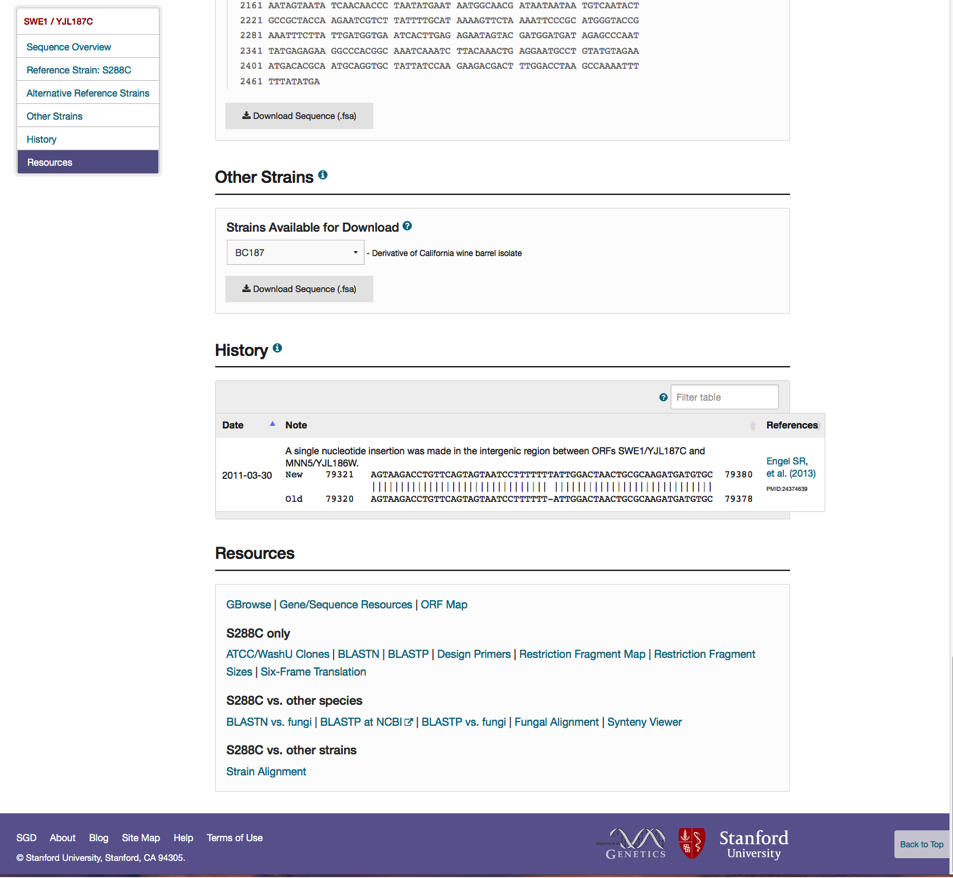 SWE1 / YJL187C
Sequence Overview
Reference Strain: S288C
Alternative Reference Strains
Other Strains
History
Resources
2161 AATAGTAATA TCAACAACCC TAATATGAAT AATGGCAACG ATAATAATAA TGTCAATACT
2221 GCCGCTACCA AGAATCGTCT TATTTTGCAT AAAAGTTCTA AAATTCCCGC ATGGGTACCG
2281 AAATTTCTTA TTGATGGTGA ATCACTTGAG AGAATAGTAC GATGGATGAT AGAGCCCAAT
2341 TATGAGAGAA GGCCCACGGC AAATCAAATC TTACAAACTG AGGAATGCCT GTATGTAGAA
2401 ATGACACGCA ATGCAGGTGC TATTATCCAA GAAGACGACT TTGGACCTAA GCCAAAATTT
2461 TTTATATGA
Download Sequence (.fsa)
Other Strains
Strains Available for Download
BC187 - Derivative of California wine barrel isolate
Download Sequence (.fsa)
History
Filter table
Date Note References
A single nucleotide insertion was made in the intergenic region between ORFs SWE1/YJL187C and
MNN5/YJL186W.
2011-03-30
New 79321 AGTAAGACCTGTTCAGTAGTAATCCTTTTTTTATTGGACTAACTGCGCAAGATGATGTGC 79380
Old 79320 AGTAAGACCTGTTCAGTAGTAATCCTTTTTT-ATTGGACTAACTGCGCAAGATGATGTGC 79378
Engel SR,
et al. (2013)
PMID:24374639
Resources
GBrowse | Gene/Sequence Resources | ORF Map
S288C only
ATCC/WashU Clones | BLASTN | BLASTP | Design Primers | Restriction Fragment Map | Restriction Fragment
Sizes | Six-Frame Translation
S288C vs. other species
BLASTN vs. fungi | BLASTP at NCBI | BLASTP vs. fungi | Fungal Alignment | Synteny Viewer
S288C vs. other strains
Strain Alignment
SGD About Blog Site Map Help Terms of Use
© Stanford University, Stanford, CA 94305.
GENETICS
Stanford
University
Back to Top